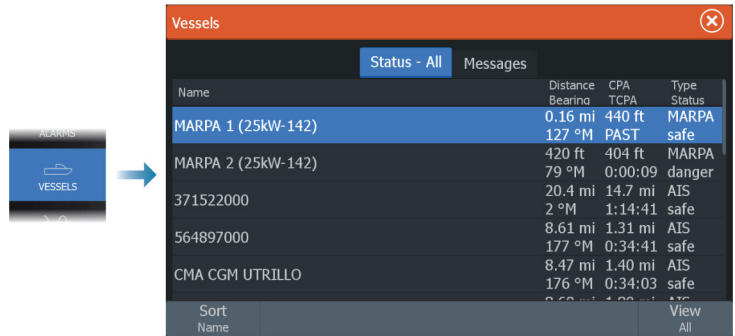 Vessels
Status - All Messages
Name Distance CPA Type
Bearing TCPA Status
MARPA 1 (25kW-142) 0.16 mi 440 ft MARPA
127 °M PAST safe
MARPA 2 (25kW-142) 420 ft 404 ft MARPA
79 °M 0:00:09 danger
371522000 20.4 mi 14.7 mi AIS
2 °M 1:14:41 safe
564897000 8.61 mi 1.31 mi AIS
177 °M 0:34:41 safe
CMA CGM UTRILLO 8.47 mi 1.40 mi AIS
176 °M 0:34:03 safe
ALARMS
VESSELS
Sort View
Name All